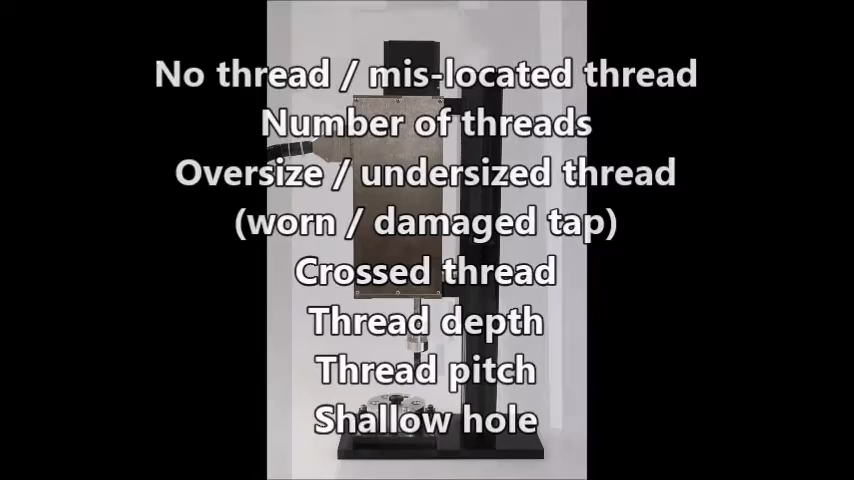 No thread / mis-located thread
Number of threads
Oversize / undersized thread
(worn / damaged tap)
Crossed thread
Thread depth
Thread pitch
Shallow hole